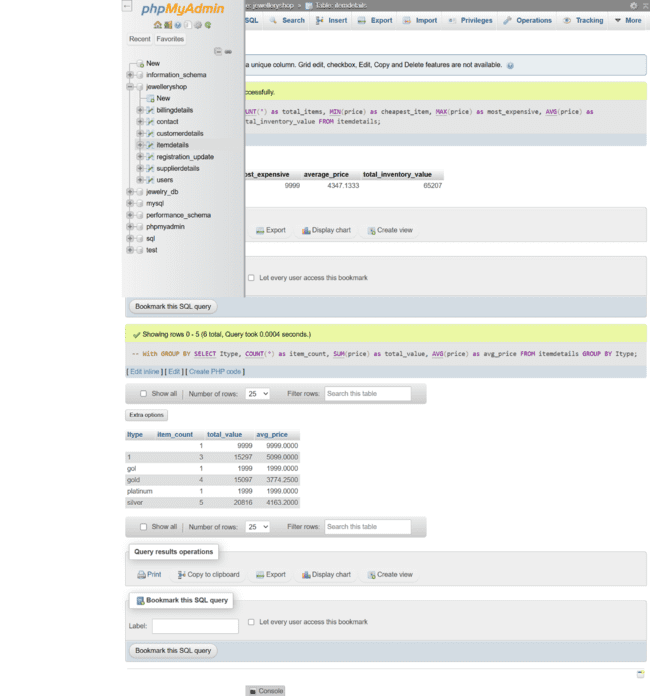 phpMyAdmin
Recent Favorites
New
information_schema
jewelleryshop
New
billingdetails
contact
customerdetails
itemdetails
registration_update
supplierdetails
users
jewelry_db
mysql
performance_schema
phpmyadmin
sql
test
e: jewelleryshop » Table: itemdetails
SQL Search Insert Export Import Privileges Operations Tracking More
a unique column. Grid edit, checkbox, Edit, Copy and Delete features are not available.
ccessfully.
UNT(*) as total_items, MIN(price) as cheapest_item, MAX(price) as most_expensive, AVG(price) as
tal_inventory_value FROM itemdetails;
ost_expensive average_price total_inventory_value
9999 4347.1333 65207
Export Display chart Create view
Let every user access this bookmark
Bookmark this SQL query
Showing rows 0 - 5 (6 total, Query took 0.0004 seconds.)
-- With GROUP BY SELECT Itype, COUNT(*) as item_count, SUM(price) as total_value, AVG(price) as avg_price FROM itemdetails GROUP BY Itype;
[ Edit inline ] [ Edit ] [ Create PHP code ]
Show all | Number of rows: 25 Filter rows: Search this table
Extra options
Itype item_count total_value avg_price
1 9999 9999.0000
1 3 15297 5099.0000
gol 1 1999 1999.0000
gold 4 15097 3774.2500
platinum 1 1999 1999.0000
silver 5 20816 4163.2000
Show all | Number of rows: 25 Filter rows: Search this table
Query results operations
Print Copy to clipboard Export Display chart Create view
Bookmark this SQL query
Label: Let every user access this bookmark
Bookmark this SQL query
Console